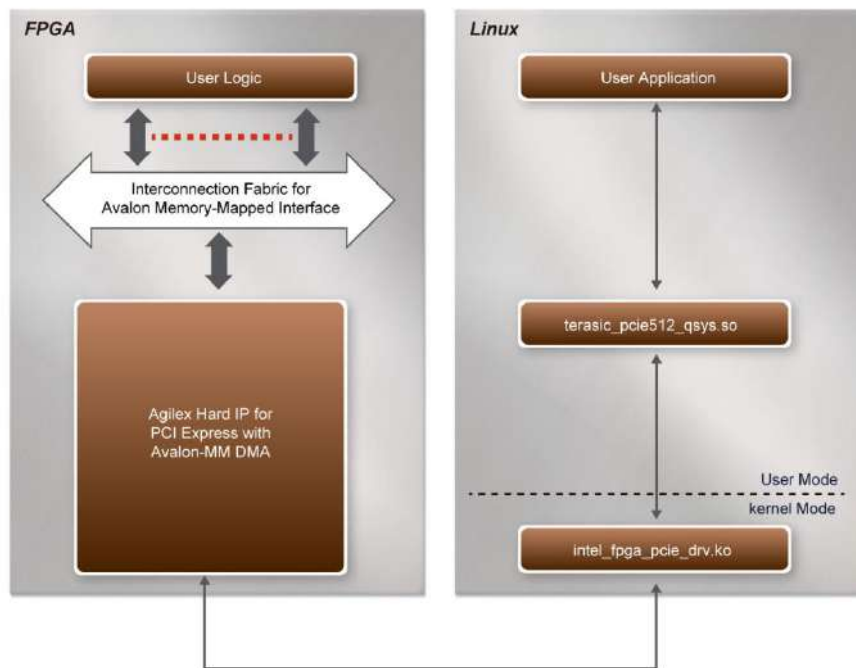 FPGA
User Logic
Interconnection Fabric for
Avalon Memory-Mapped Interface
Agilex Hard IP for
PCI Express with
Avalon-MM DMA
Linux
User Application
terasic_pcie512_qsys.so
User Mode
kernel Mode
intel_fpga_pcie_drv.ko